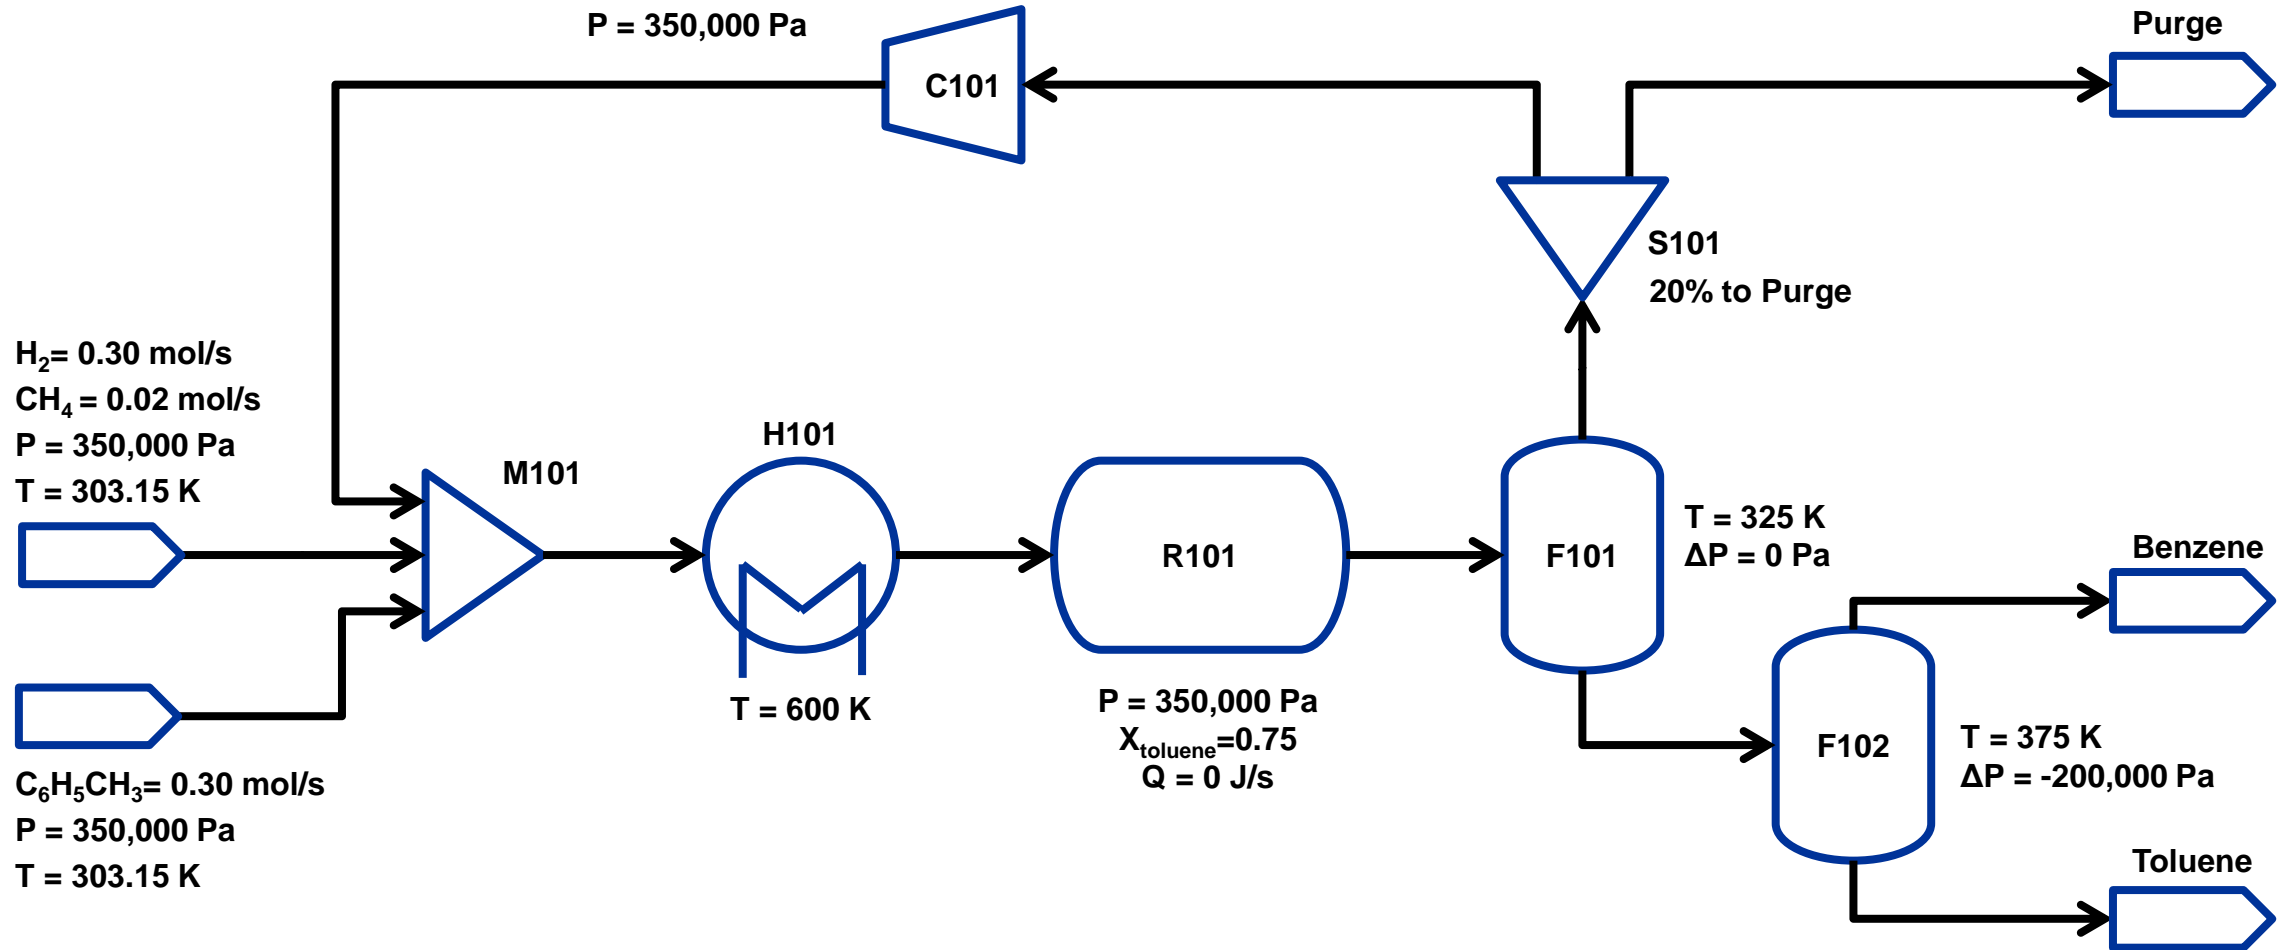 P = 350,000 Pa
Purge
C101
S101
20% to Purge
H₂= 0.30 mol/s
CH₄ = 0.02 mol/s
P = 350,000 Pa
T = 303.15 K
M101
H101
T = 600 K
R101
P = 350,000 Pa
Xₜₒₗᵤₑₙₑ=0.75
Q = 0 J/s
F101
T = 325 K
ΔP = 0 Pa
Benzene
F102
T = 375 K
ΔP = -200,000 Pa
Toluene
C₆H₅CH₃= 0.30 mol/s
P = 350,000 Pa
T = 303.15 K